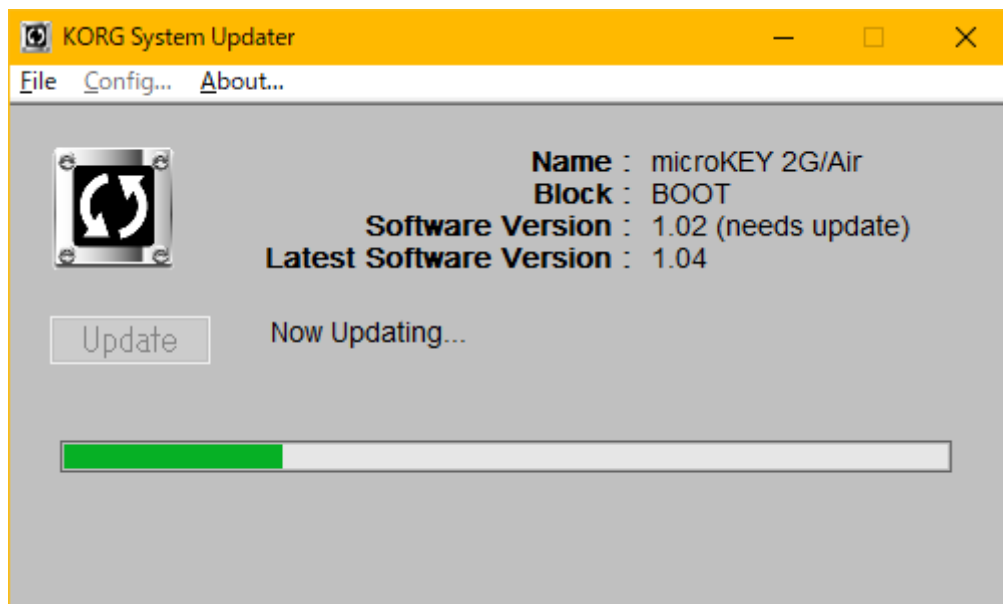 KORG System Updater
File Config... About...
Name : microKEY 2G/Air
Block : BOOT
Software Version : 1.02 (needs update)
Latest Software Version : 1.04
Update
Now Updating...